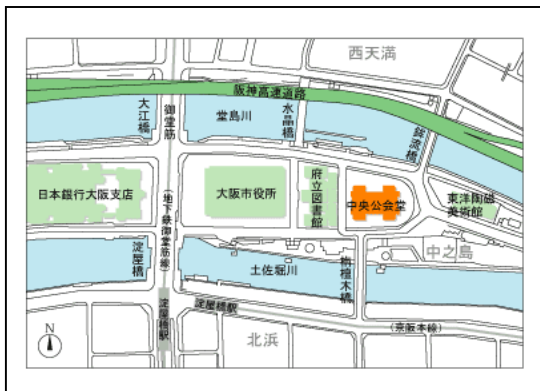 西天満
阪神高速道路
大江橋
御堂筋
堂島川
水晶橋
鉾流橋
日本銀行大阪支店
(地下鉄御堂筋線)
大阪市役所
府立図書館
中央公会堂
東洋陶磁
美術館
中之島
淀屋橋
土佐堀川
栴檀木橋
淀屋橋駅
淀屋橋駅
(京阪本線)
北浜
N